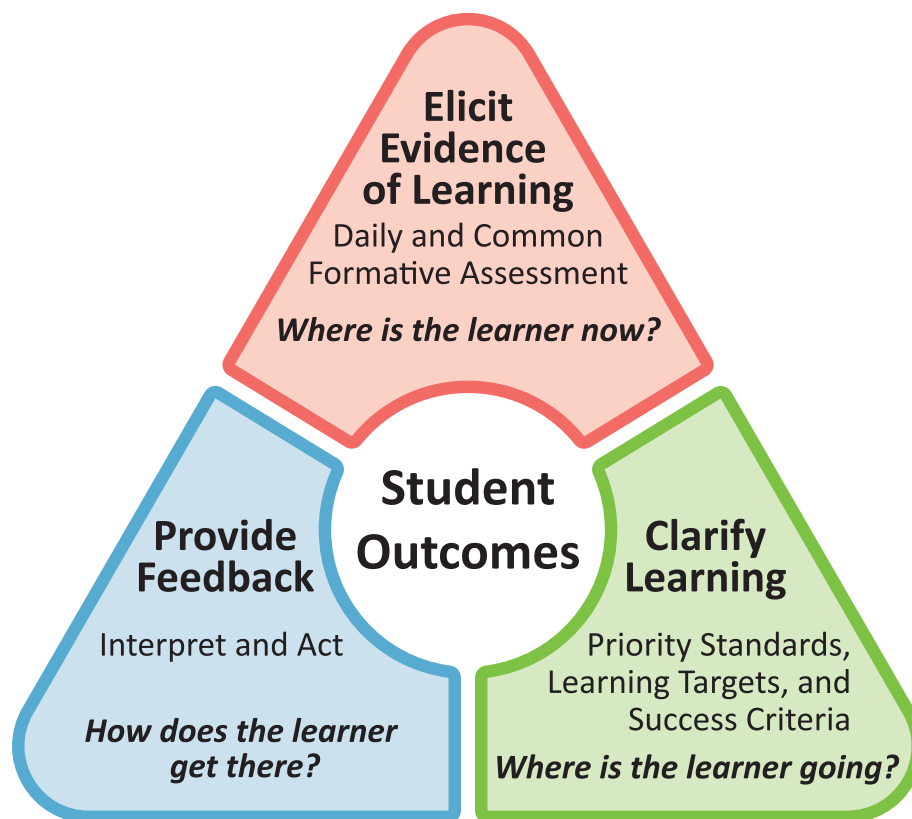 Elicit
Evidence
of Learning
Daily and Common
Formative Assessment
Where is the learner now?
Student
Outcomes
Provide
Feedback
Interpret and Act
How does the learner
get there?
Clarify
Learning
Priority Standards,
Learning Targets, and
Success Criteria
Where is the learner going?